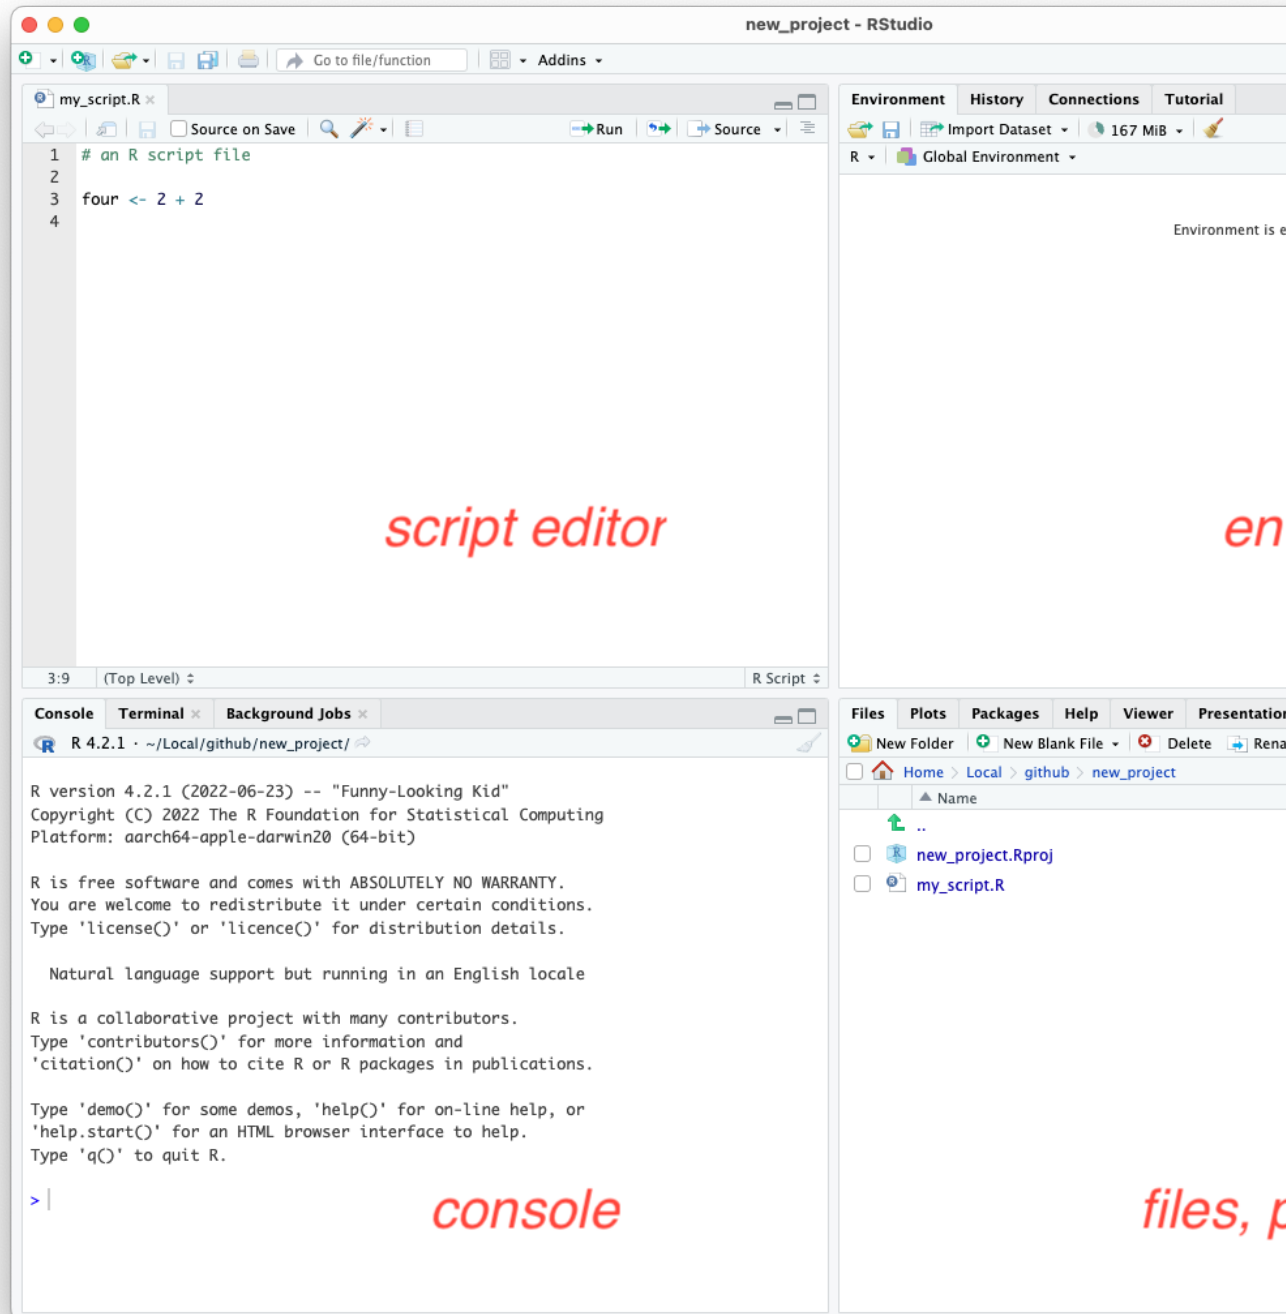 new_project - RStudio
Go to file/function Addins
my_script.R
Source on Save Run Source
1 # an R script file
2
3 four <- 2 + 2
4
script editor
3:9 (Top Level) R Script
Environment History Connections Tutorial
Import Dataset 167 MiB
R Global Environment
Environment is e
en
Console Terminal Background Jobs
R 4.2.1 · ~/Local/github/new_project/
R version 4.2.1 (2022-06-23) -- "Funny-Looking Kid"
Copyright (C) 2022 The R Foundation for Statistical Computing
Platform: aarch64-apple-darwin20 (64-bit)
R is free software and comes with ABSOLUTELY NO WARRANTY.
You are welcome to redistribute it under certain conditions.
Type 'license()' or 'licence()' for distribution details.
Natural language support but running in an English locale
R is a collaborative project with many contributors.
Type 'contributors()' for more information and
'citation()' on how to cite R or R packages in publications.
Type 'demo()' for some demos, 'help()' for on-line help, or
'help.start()' for an HTML browser interface to help.
Type 'q()' to quit R.
>
console
Files Plots Packages Help Viewer Presentation
New Folder New Blank File Delete Rena
Home > Local > github > new_project
Name
..
new_project.Rproj
my_script.R
files, p